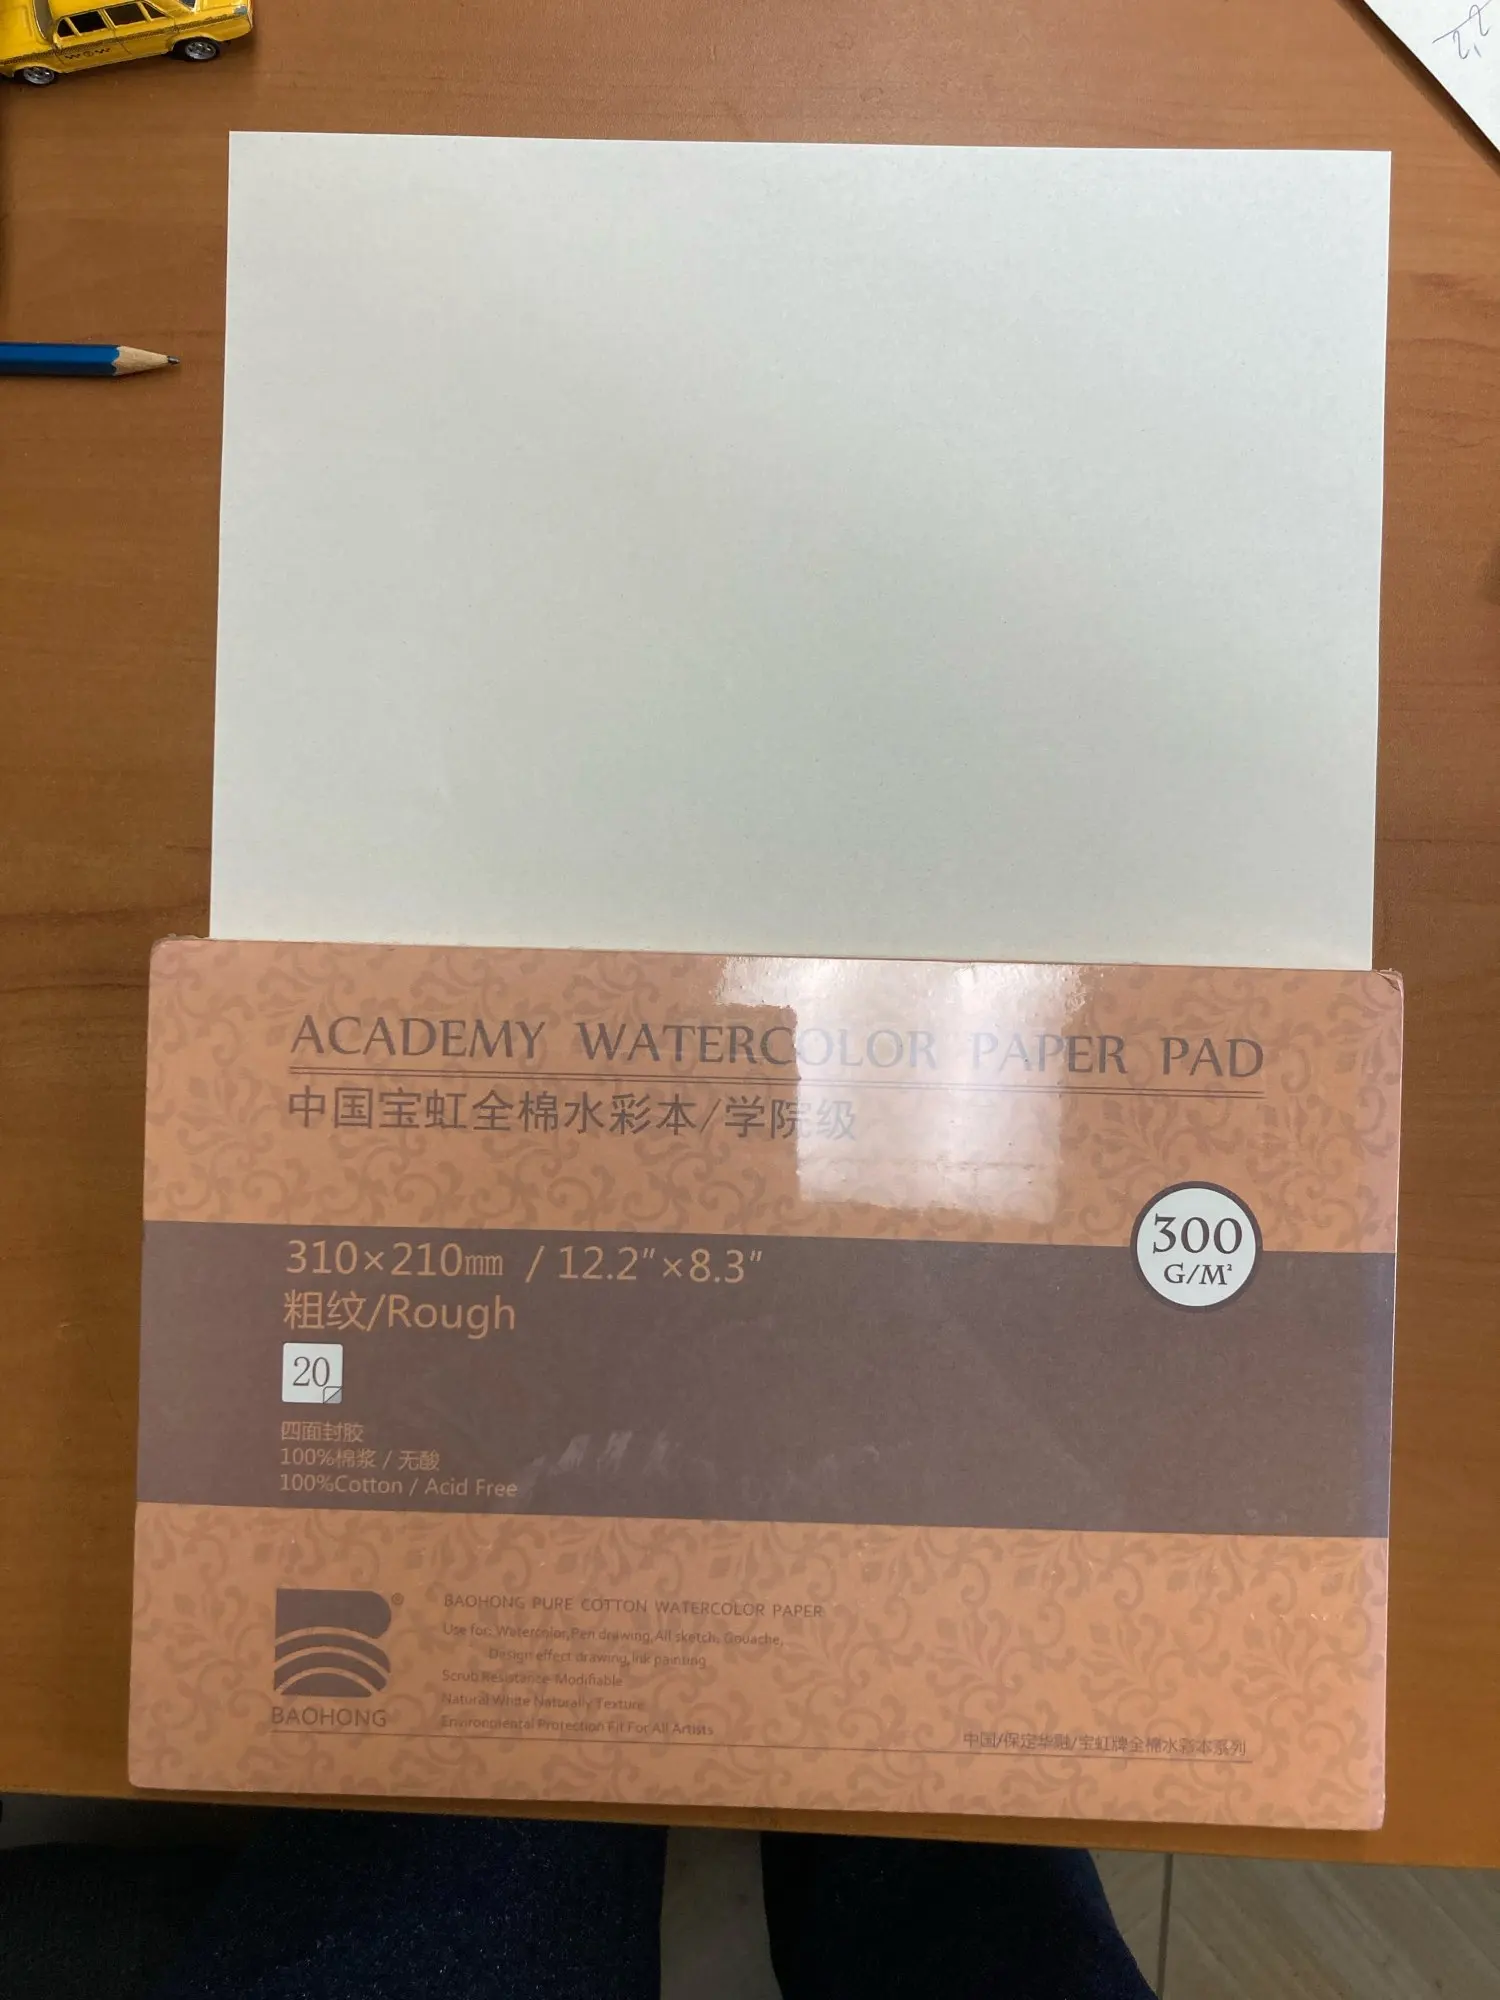 ACADEMY WATERCOLOR PAPER PAD
中国宝虹全棉水彩本/学院级
300
G/M²
310×210mm / 12.2"×8.3"
粗纹/Rough
20
四面封胶
100%棉浆 / 无酸
100%Cotton / Acid Free
BAOHONG PURE COTTON WATERCOLOR PAPER
Use for: Watercolor,Pen drawing,All sketch, Gouache,
Design effect drawing,Ink painting
Scrub Resistance Modifiable
Natural White Naturally Texture
Environmental Protection Fit For All Artists
®
BAOHONG
中国/保定华融/宝虹牌全棉水彩本系列